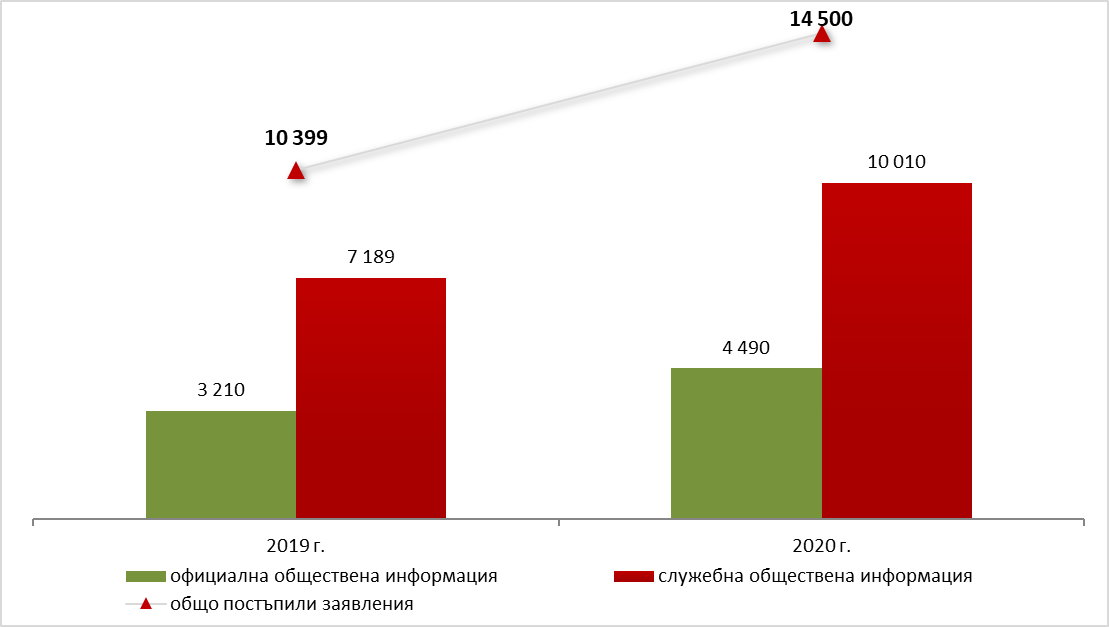 14 500
10 399
10 010
7 189
4 490
3 210
2019 г.
2020 г.
официална обществена информация
служебна обществена информация
общо постъпили заявления